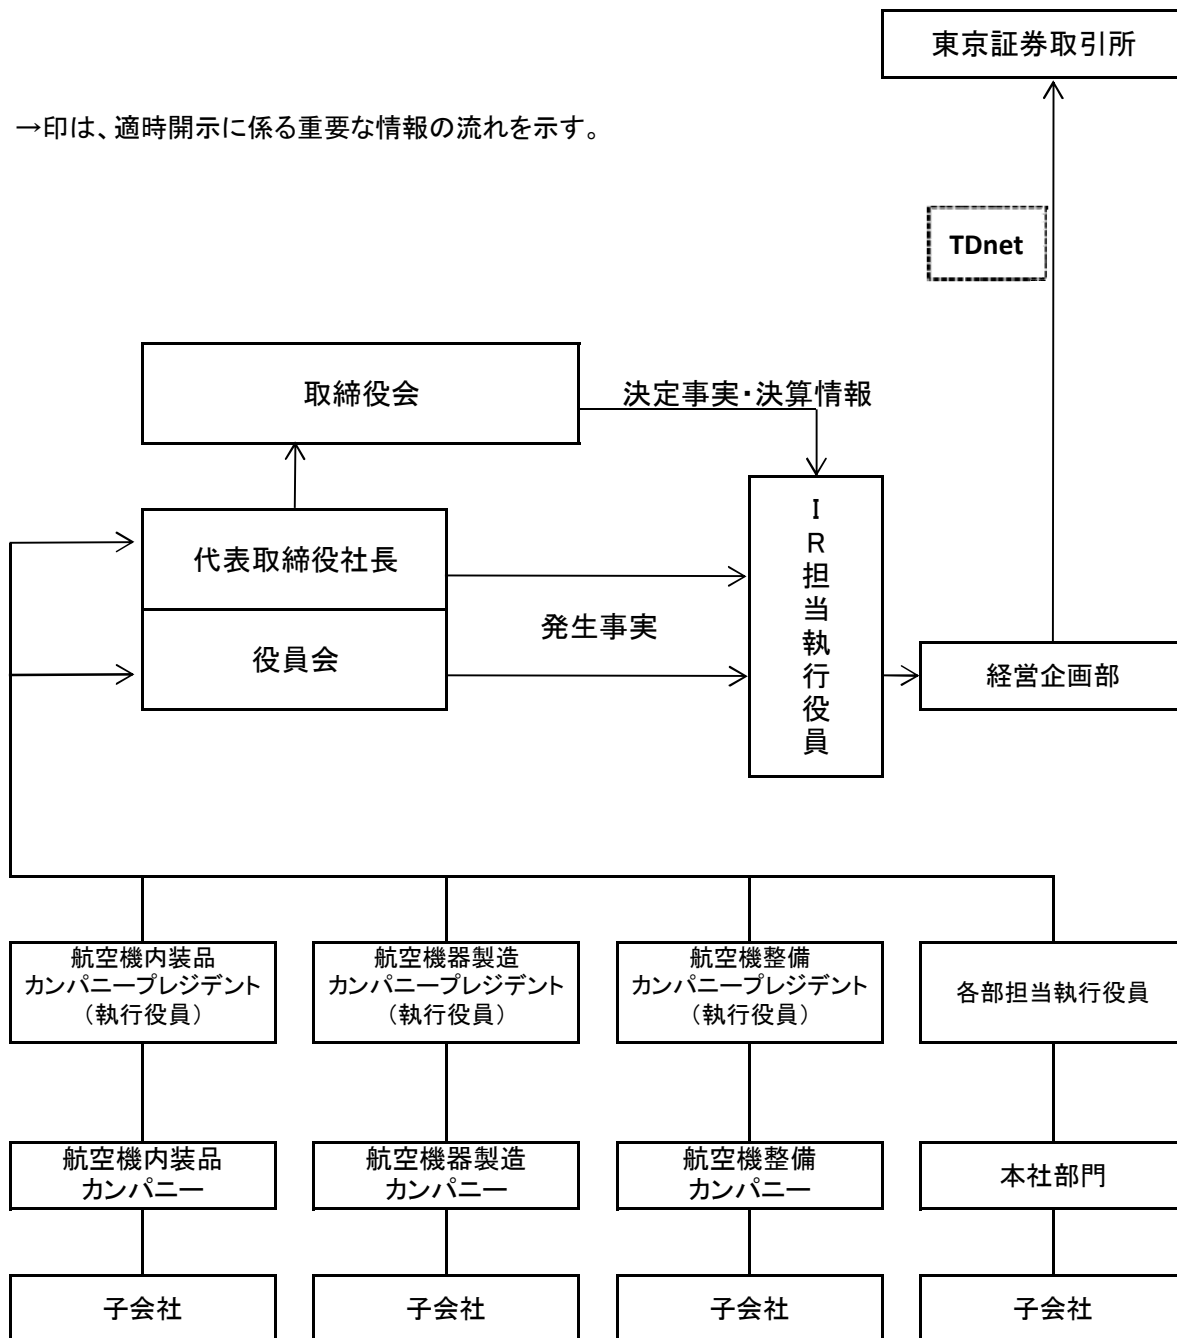 東京証券取引所
→印は、適時開示に係る重要な情報の流れを示す。
TDnet
取締役会
決定事実・決算情報
代表取締役社長
役員会
発生事実
ＩＲ担当執行役員
経営企画部
航空機内装品
カンパニープレジデント
（執行役員）
航空機器製造
カンパニープレジデント
（執行役員）
航空機整備
カンパニープレジデント
（執行役員）
各部担当執行役員
航空機内装品
カンパニー
航空機器製造
カンパニー
航空機整備
カンパニー
本社部門
子会社
子会社
子会社
子会社